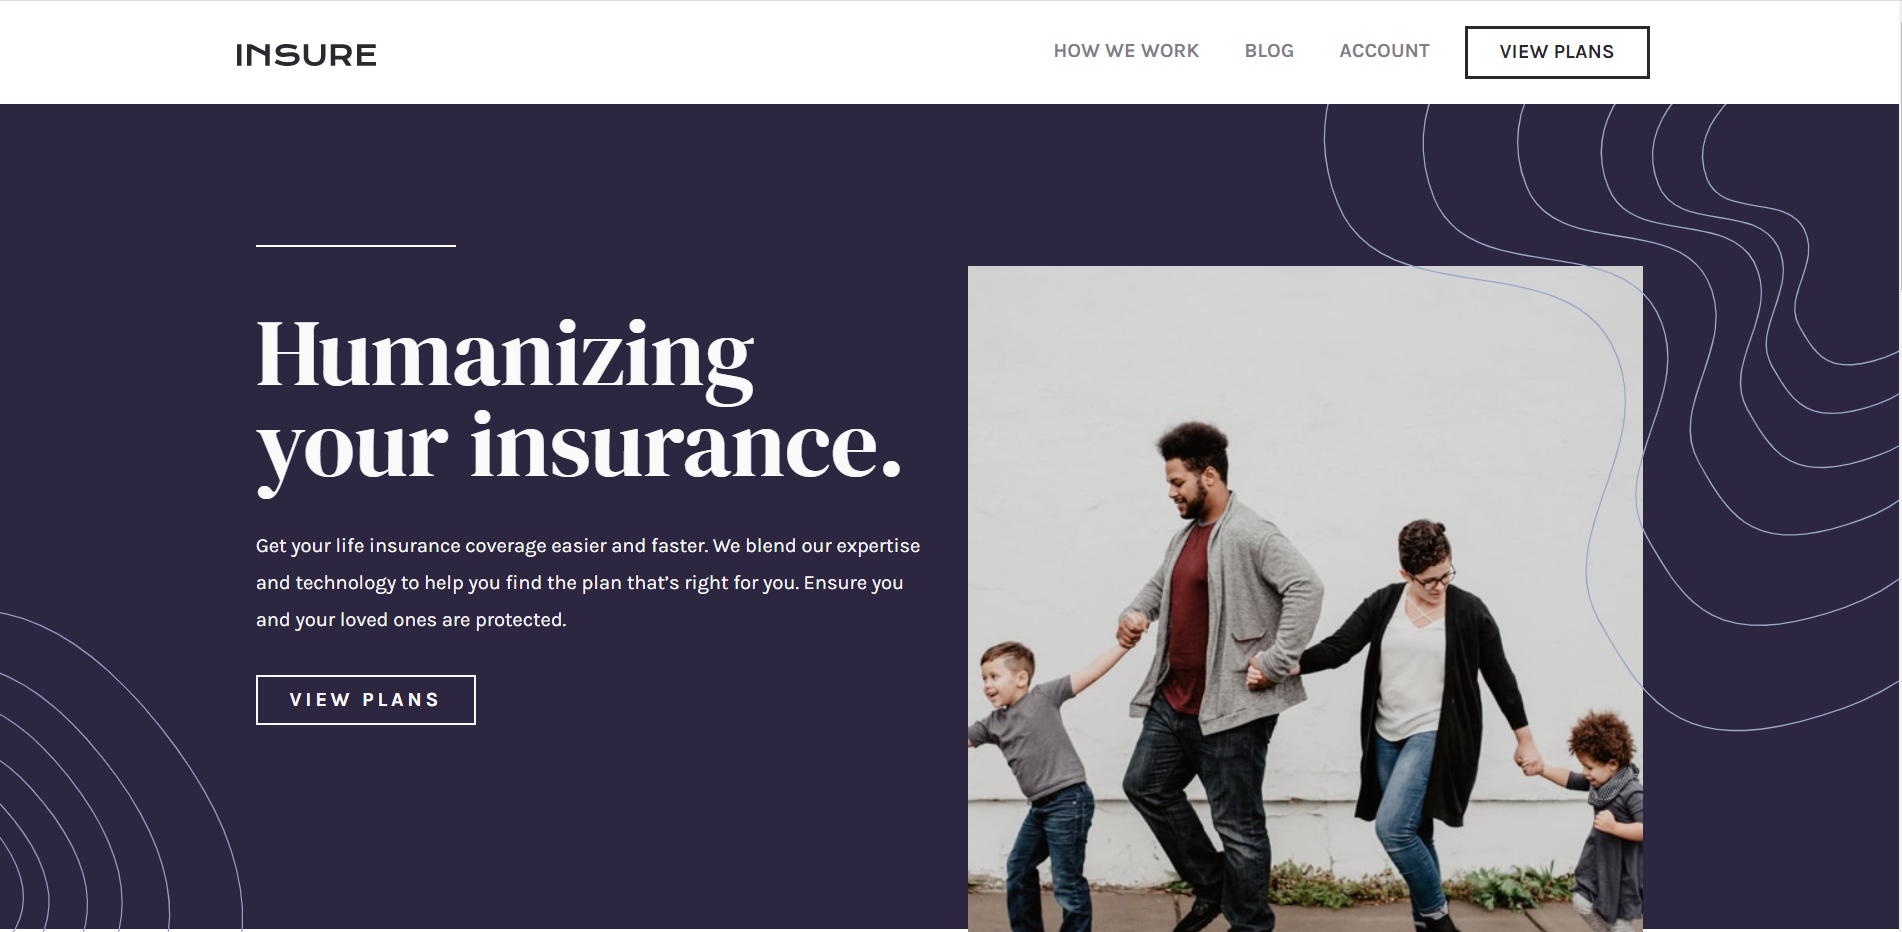 INSURE
HOW WE WORK
BLOG
ACCOUNT
VIEW PLANS
Humanizing
your insurance.
Get your life insurance coverage easier and faster. We blend our expertise
and technology to help you find the plan that’s right for you. Ensure you
and your loved ones are protected.
VIEW PLANS